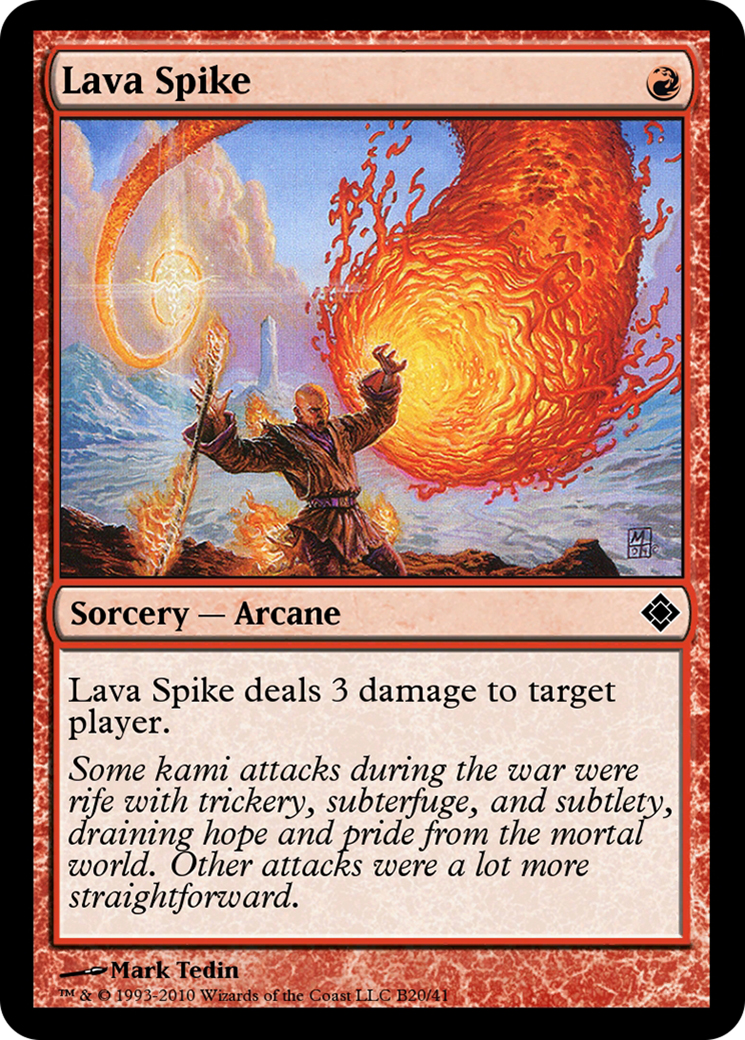 Lava Spike
Sorcery — Arcane
Lava Spike deals 3 damage to target
player.
Some kami attacks during the war were
rife with trickery, subterfuge, and subtlety,
draining hope and pride from the mortal
world. Other attacks were a lot more
straightforward.
Mark Tedin
™ & © 1993-2010 Wizards of the Coast LLC B20/41